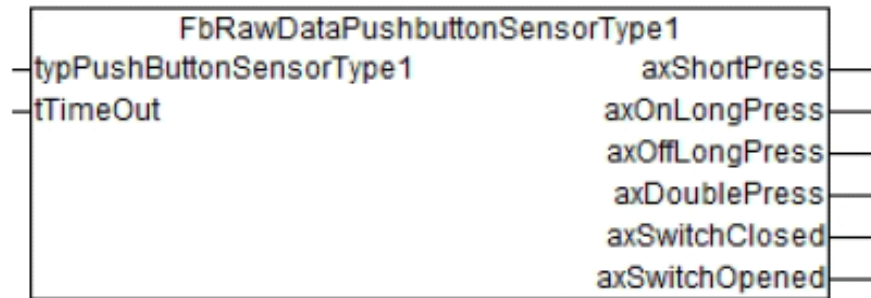 FbRawDataPushbuttonSensorType1
typPushButtonSensorType1 axShortPress
tTimeOut axOnLongPress
axOffLongPress
axDoublePress
axSwitchClosed
axSwitchOpened